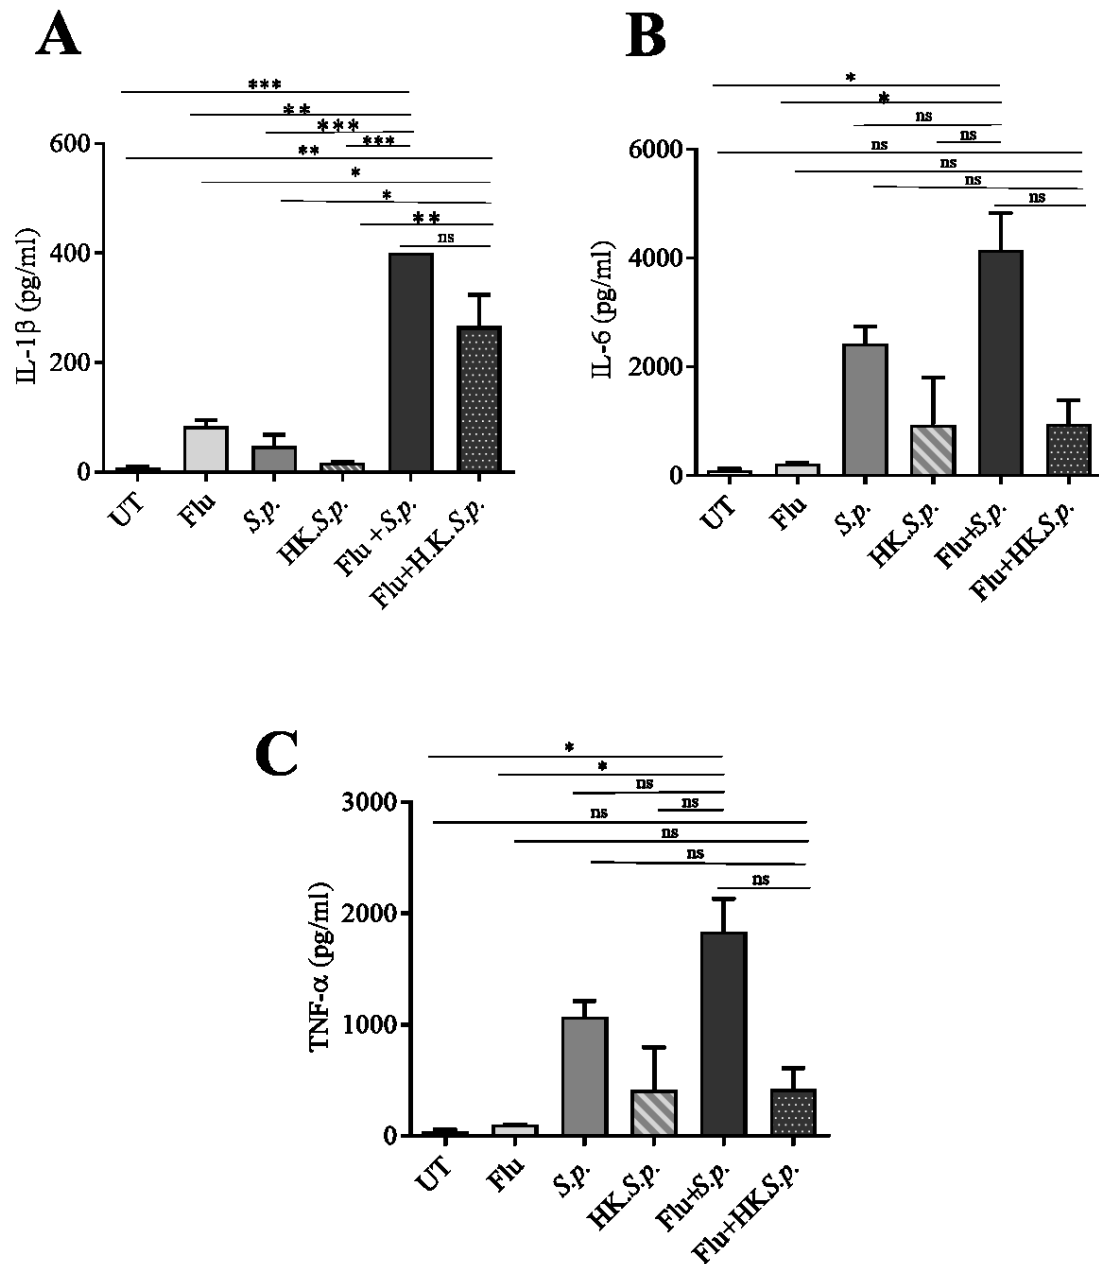 A
***
**
***
***
**
*
*
**
ns
600
400
200
0
IL-1β (pg/ml)
UT
Flu
S.p.
HK.S.p.
Flu + S.p.
Flu+H.K.S.p.
B
*
*
ns
ns
ns
ns
ns
ns
6000
4000
2000
0
IL-6 (pg/ml)
UT
Flu
S.p.
HK.S.p.
Flu+S.p.
Flu+HK.S.p.
C
*
*
ns
ns
ns
ns
ns
ns
3000
2000
1000
0
TNF-α (pg/ml)
UT
Flu
S.p.
HK.S.p.
Flu+S.p.
Flu+HK.S.p.